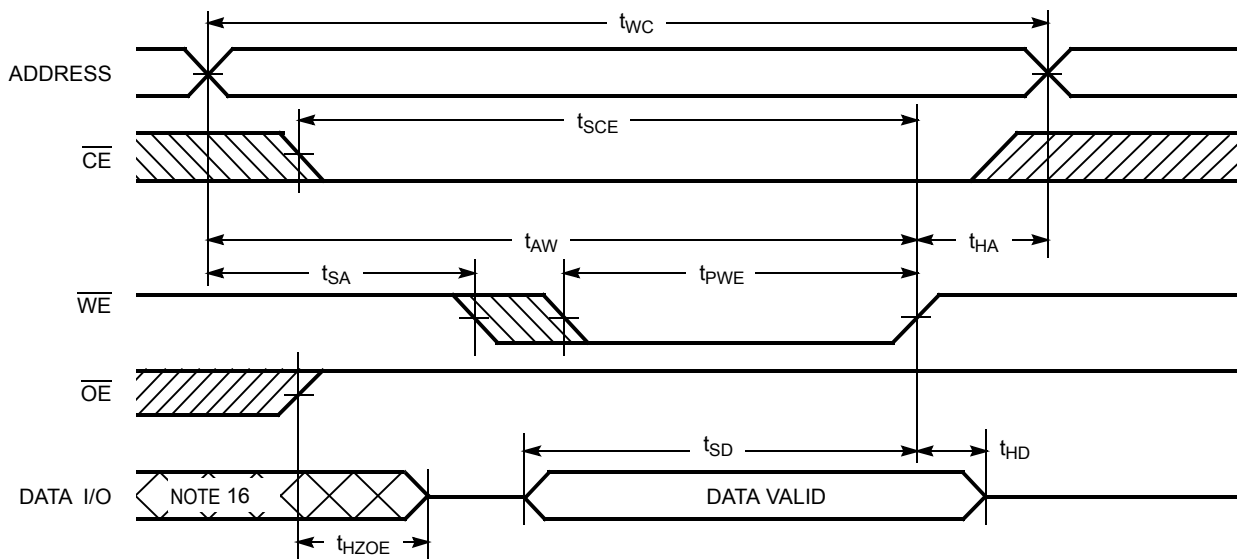 tWC
ADDRESS
tSCE
CE
tAW
tHA
tSA
tPWE
WE
OE
tSD
tHD
DATA I/O
NOTE 16
DATA VALID
tHZOE